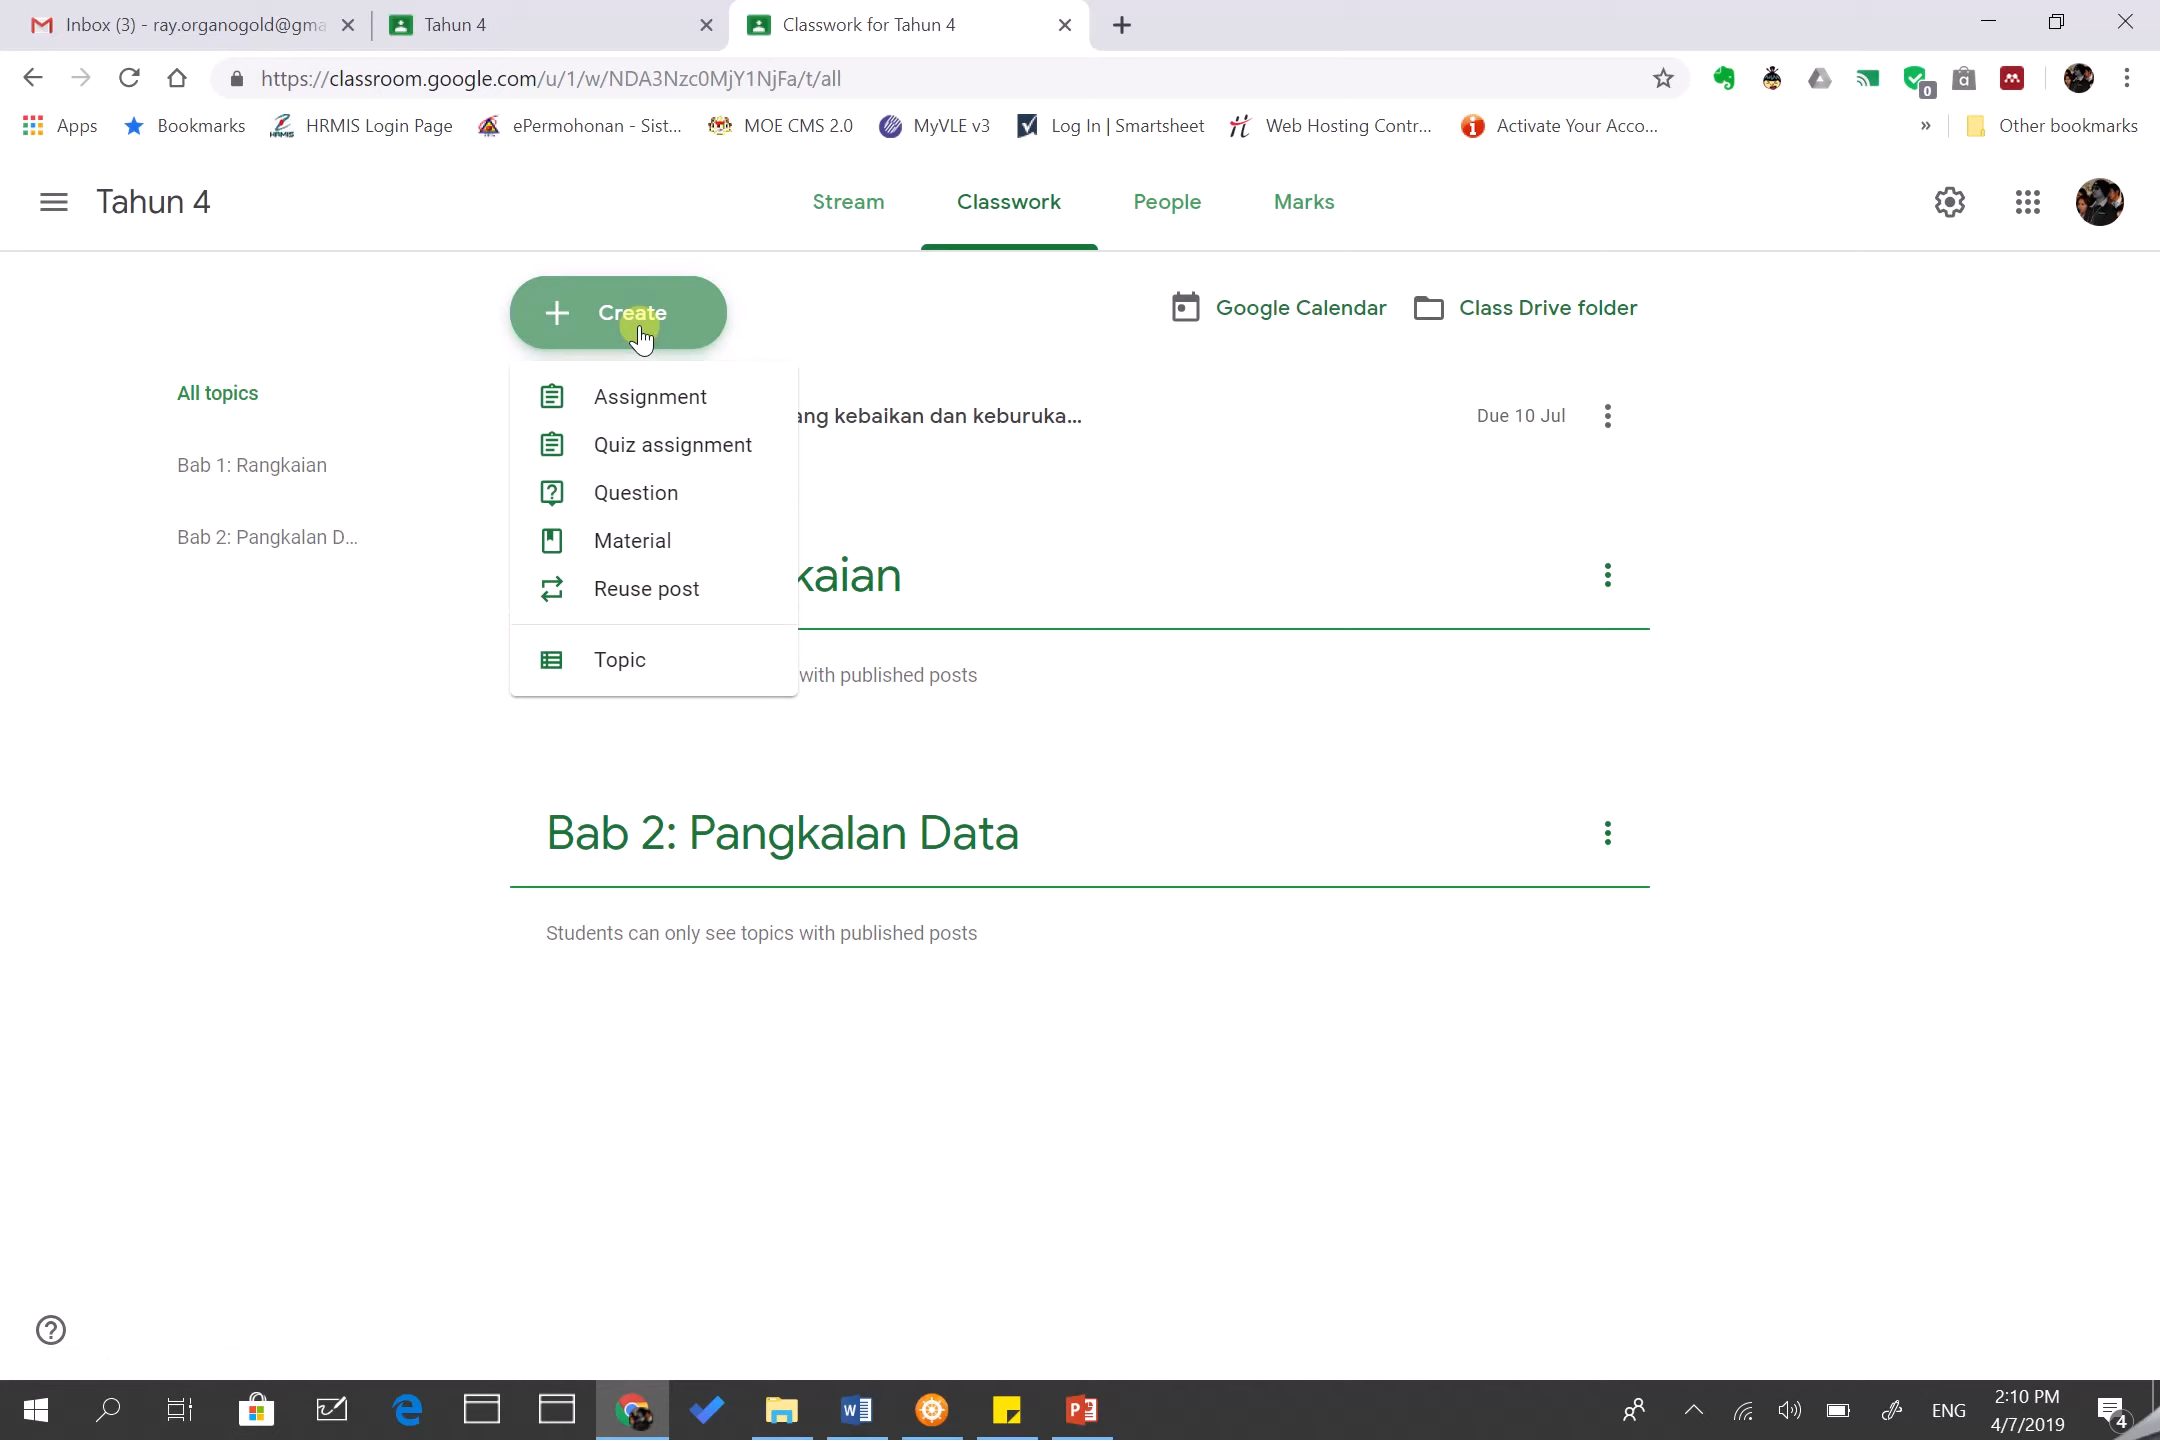 Inbox (3) - ray.organogold@gma
Tahun 4
Classwork for Tahun 4
https://classroom.google.com/u/1/w/NDA3Nzc0MjY1NjFa/t/all
0
Apps
Bookmarks
HRMIS Login Page
ePermohonan - Sist...
MOE CMS 2.0
MyVLE v3
Log In | Smartsheet
Web Hosting Contr...
Activate Your Acco...
»
Other bookmarks
Tahun 4
Stream
Classwork
People
Marks
Create
Google Calendar
Class Drive folder
All topics
Bab 1: Rangkaian
Bab 2: Pangkalan D...
Assignment
Quiz assignment
Question
Material
Reuse post
Topic
ang kebaikan dan keburuka...
Due 10 Jul
kaian
with published posts
Bab 2: Pangkalan Data
Students can only see topics with published posts
ENG
2:10 PM
4/7/2019
4